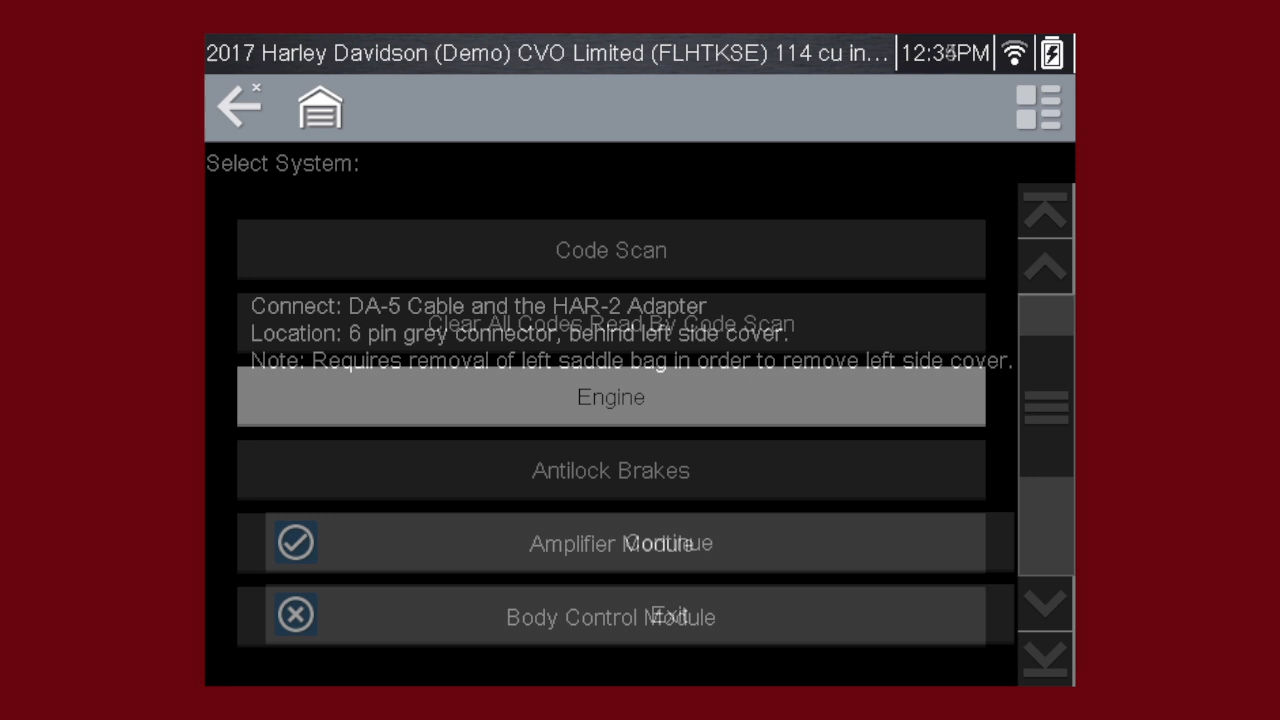 2017 Harley Davidson (Demo) CVO Limited (FLHTKSE) 114 cu in...
PM
Select System:
Code Scan
Connect: DA-5 Cable and the HAR-2 Adapter
Clear All Codes Read By Code Scan
Location: 6 pin grey connector, behind left side cover.
Note: Requires removal of left saddle bag in order to remove left side cover.
Engine
Antilock Brakes
Amplifier Module
Continue
Body Control Module
Exit